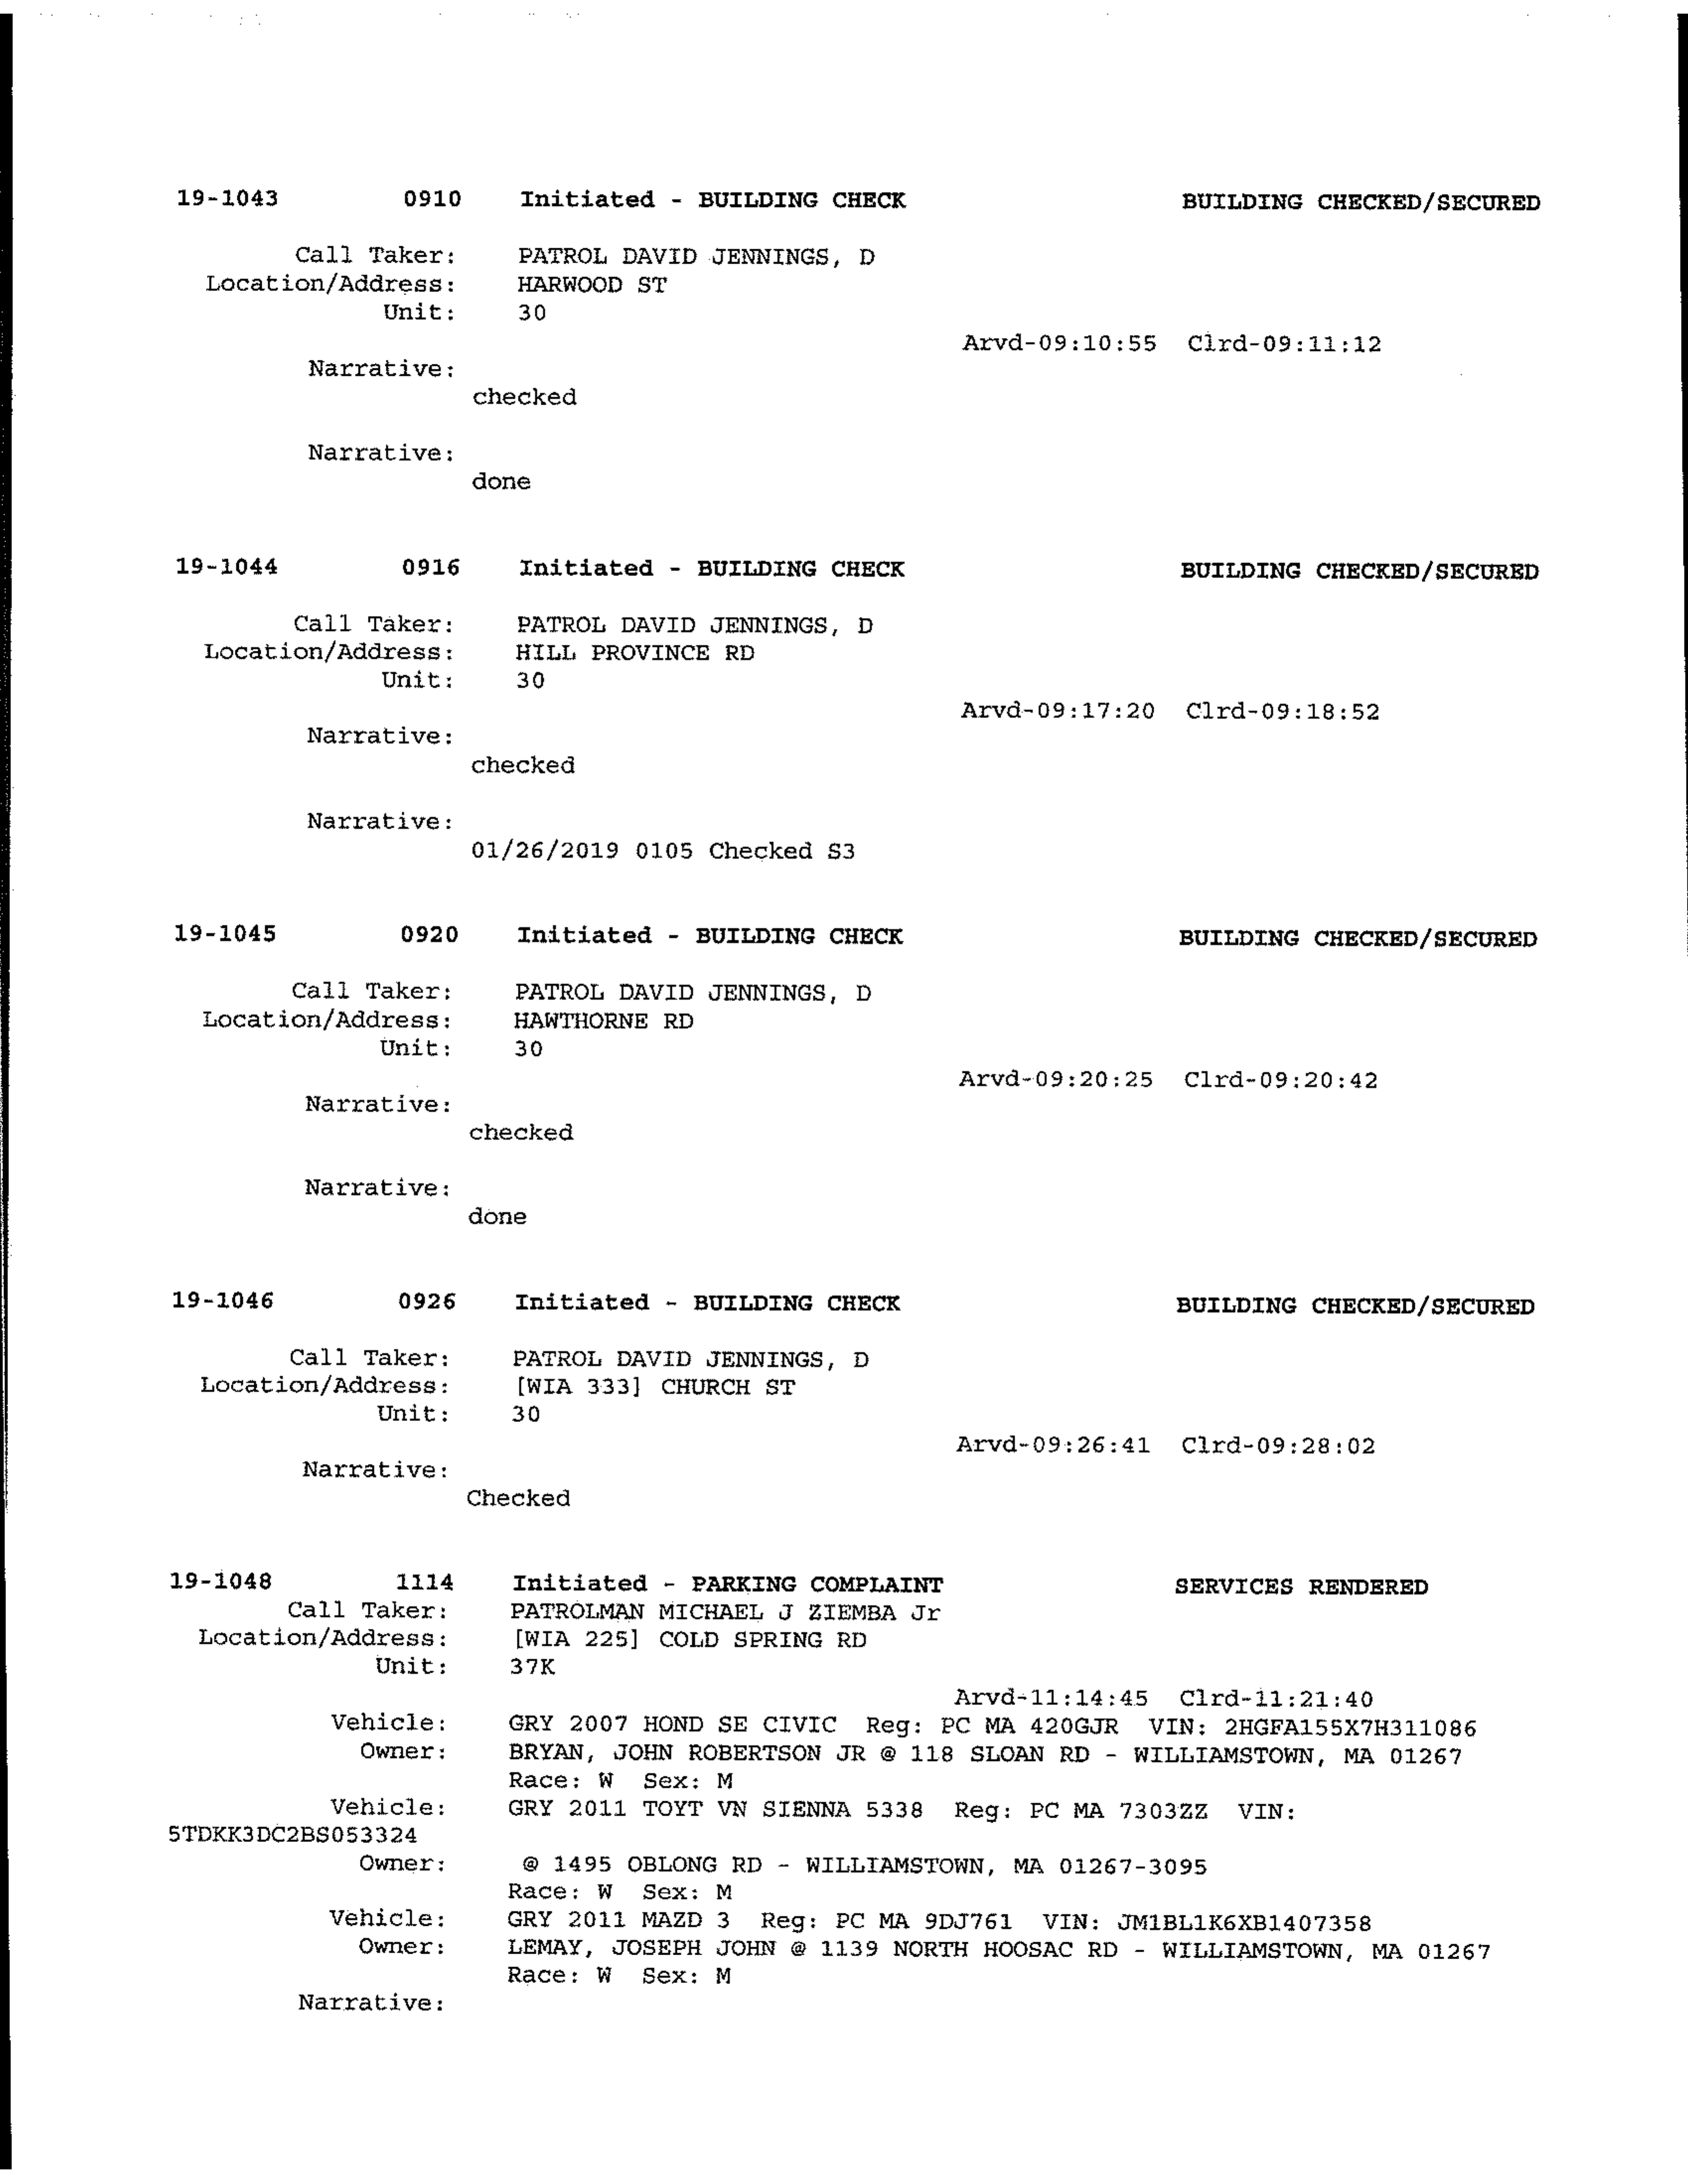 19-1043 0910 Initiated - BUILDING CHECK BUILDING CHECKED/SECURED
Call Taker: PATROL DAVID JENNINGS, D
Location/Address: HARWOOD ST
Unit: 30
Arvd-09:10:55 Clrd-09:11:12
Narrative:
checked
Narrative:
done
19-1044 0916 Initiated - BUILDING CHECK BUILDING CHECKED/SECURED
Call Taker: PATROL DAVID JENNINGS, D
Location/Address: HILL PROVINCE RD
Unit: 30
Arvd-09:17:20 Clrd-09:18:52
Narrative:
checked
Narrative:
01/26/2019 0105 Checked S3
19-1045 0920 Initiated - BUILDING CHECK BUILDING CHECKED/SECURED
Call Taker: PATROL DAVID JENNINGS, D
Location/Address: HAWTHORNE RD
Unit: 30
Arvd-09:20:25 Clrd-09:20:42
Narrative:
checked
Narrative:
done
19-1046 0926 Initiated - BUILDING CHECK BUILDING CHECKED/SECURED
Call Taker: PATROL DAVID JENNINGS, D
Location/Address: [WIA 333] CHURCH ST
Unit: 30
Arvd-09:26:41 Clrd-09:28:02
Narrative:
Checked
19-1048 1114 Initiated - PARKING COMPLAINT SERVICES RENDERED
Call Taker: PATROLMAN MICHAEL J ZIEMBA Jr
Location/Address: [WIA 225] COLD SPRING RD
Unit: 37K
Arvd-11:14:45 Clrd-11:21:40
Vehicle: GRY 2007 HOND SE CIVIC Reg: PC MA 420GJR VIN: 2HGFA155X7H311086
Owner: BRYAN, JOHN ROBERTSON JR @ 118 SLOAN RD - WILLIAMSTOWN, MA 01267
Race: W Sex: M
Vehicle: GRY 2011 TOYT VN SIENNA 5338 Reg: PC MA 7303ZZ VIN:
5TDKK3DC2BS053324
Owner: @ 1495 OBLONG RD - WILLIAMSTOWN, MA 01267-3095
Race: W Sex: M
Vehicle: GRY 2011 MAZD 3 Reg: PC MA 9DJ761 VIN: JM1BL1K6XB1407358
Owner: LEMAY, JOSEPH JOHN @ 1139 NORTH HOOSAC RD - WILLIAMSTOWN, MA 01267
Race: W Sex: M
Narrative: